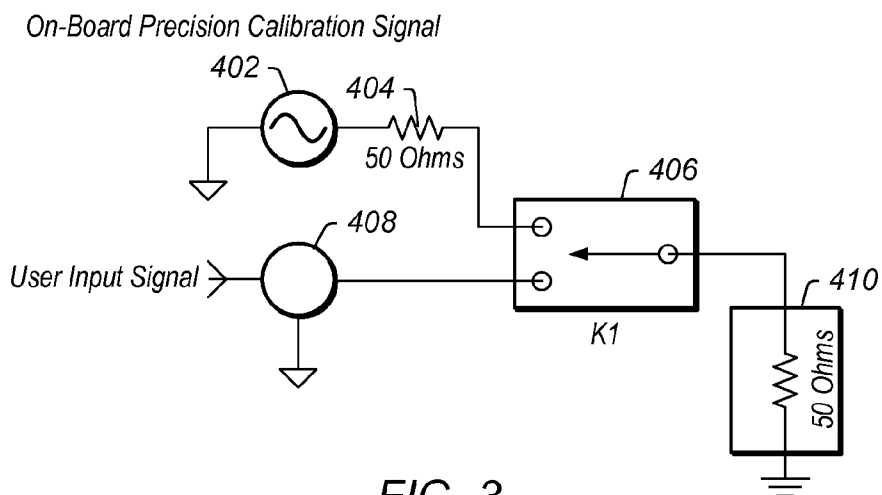 On-Board Precision Calibration Signal
402
404
50 Ohms
406
408
User Input Signal
K1
410
50 Ohms
FIG. 3